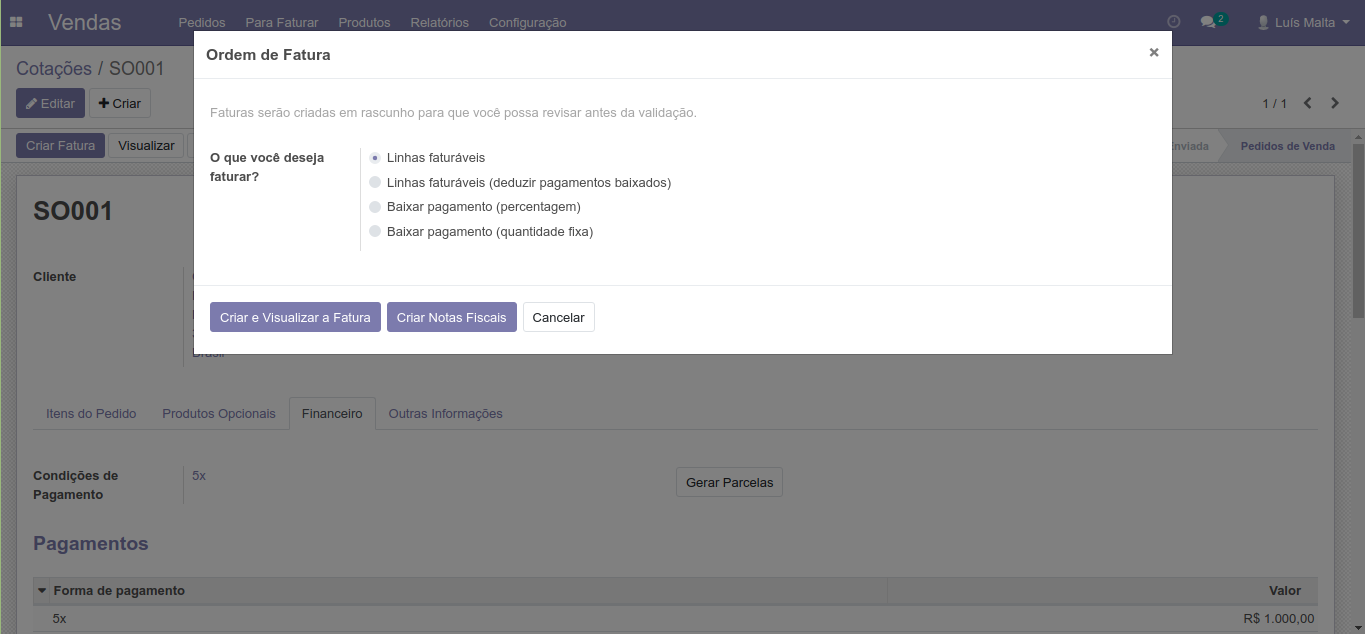 Vendas
Pedidos Para Faturar Produtos Relatórios Configuração
2 Luís Malta
Cotações / SO001
Editar Criar
1 / 1
Criar Fatura Visualizar
Enviada Pedidos de Venda
Ordem de Fatura ×
Faturas serão criadas em rascunho para que você possa revisar antes da validação.
O que você deseja
faturar?
Linhas faturáveis
Linhas faturáveis (deduzir pagamentos baixados)
Baixar pagamento (percentagem)
Baixar pagamento (quantidade fixa)
Criar e Visualizar a Fatura Criar Notas Fiscais Cancelar
SO001
Cliente
Brasil
Itens do Pedido Produtos Opcionais Financeiro Outras Informações
Condições de
Pagamento
5x
Gerar Parcelas
Pagamentos
Forma de pagamento Valor
5x R$ 1.000,00